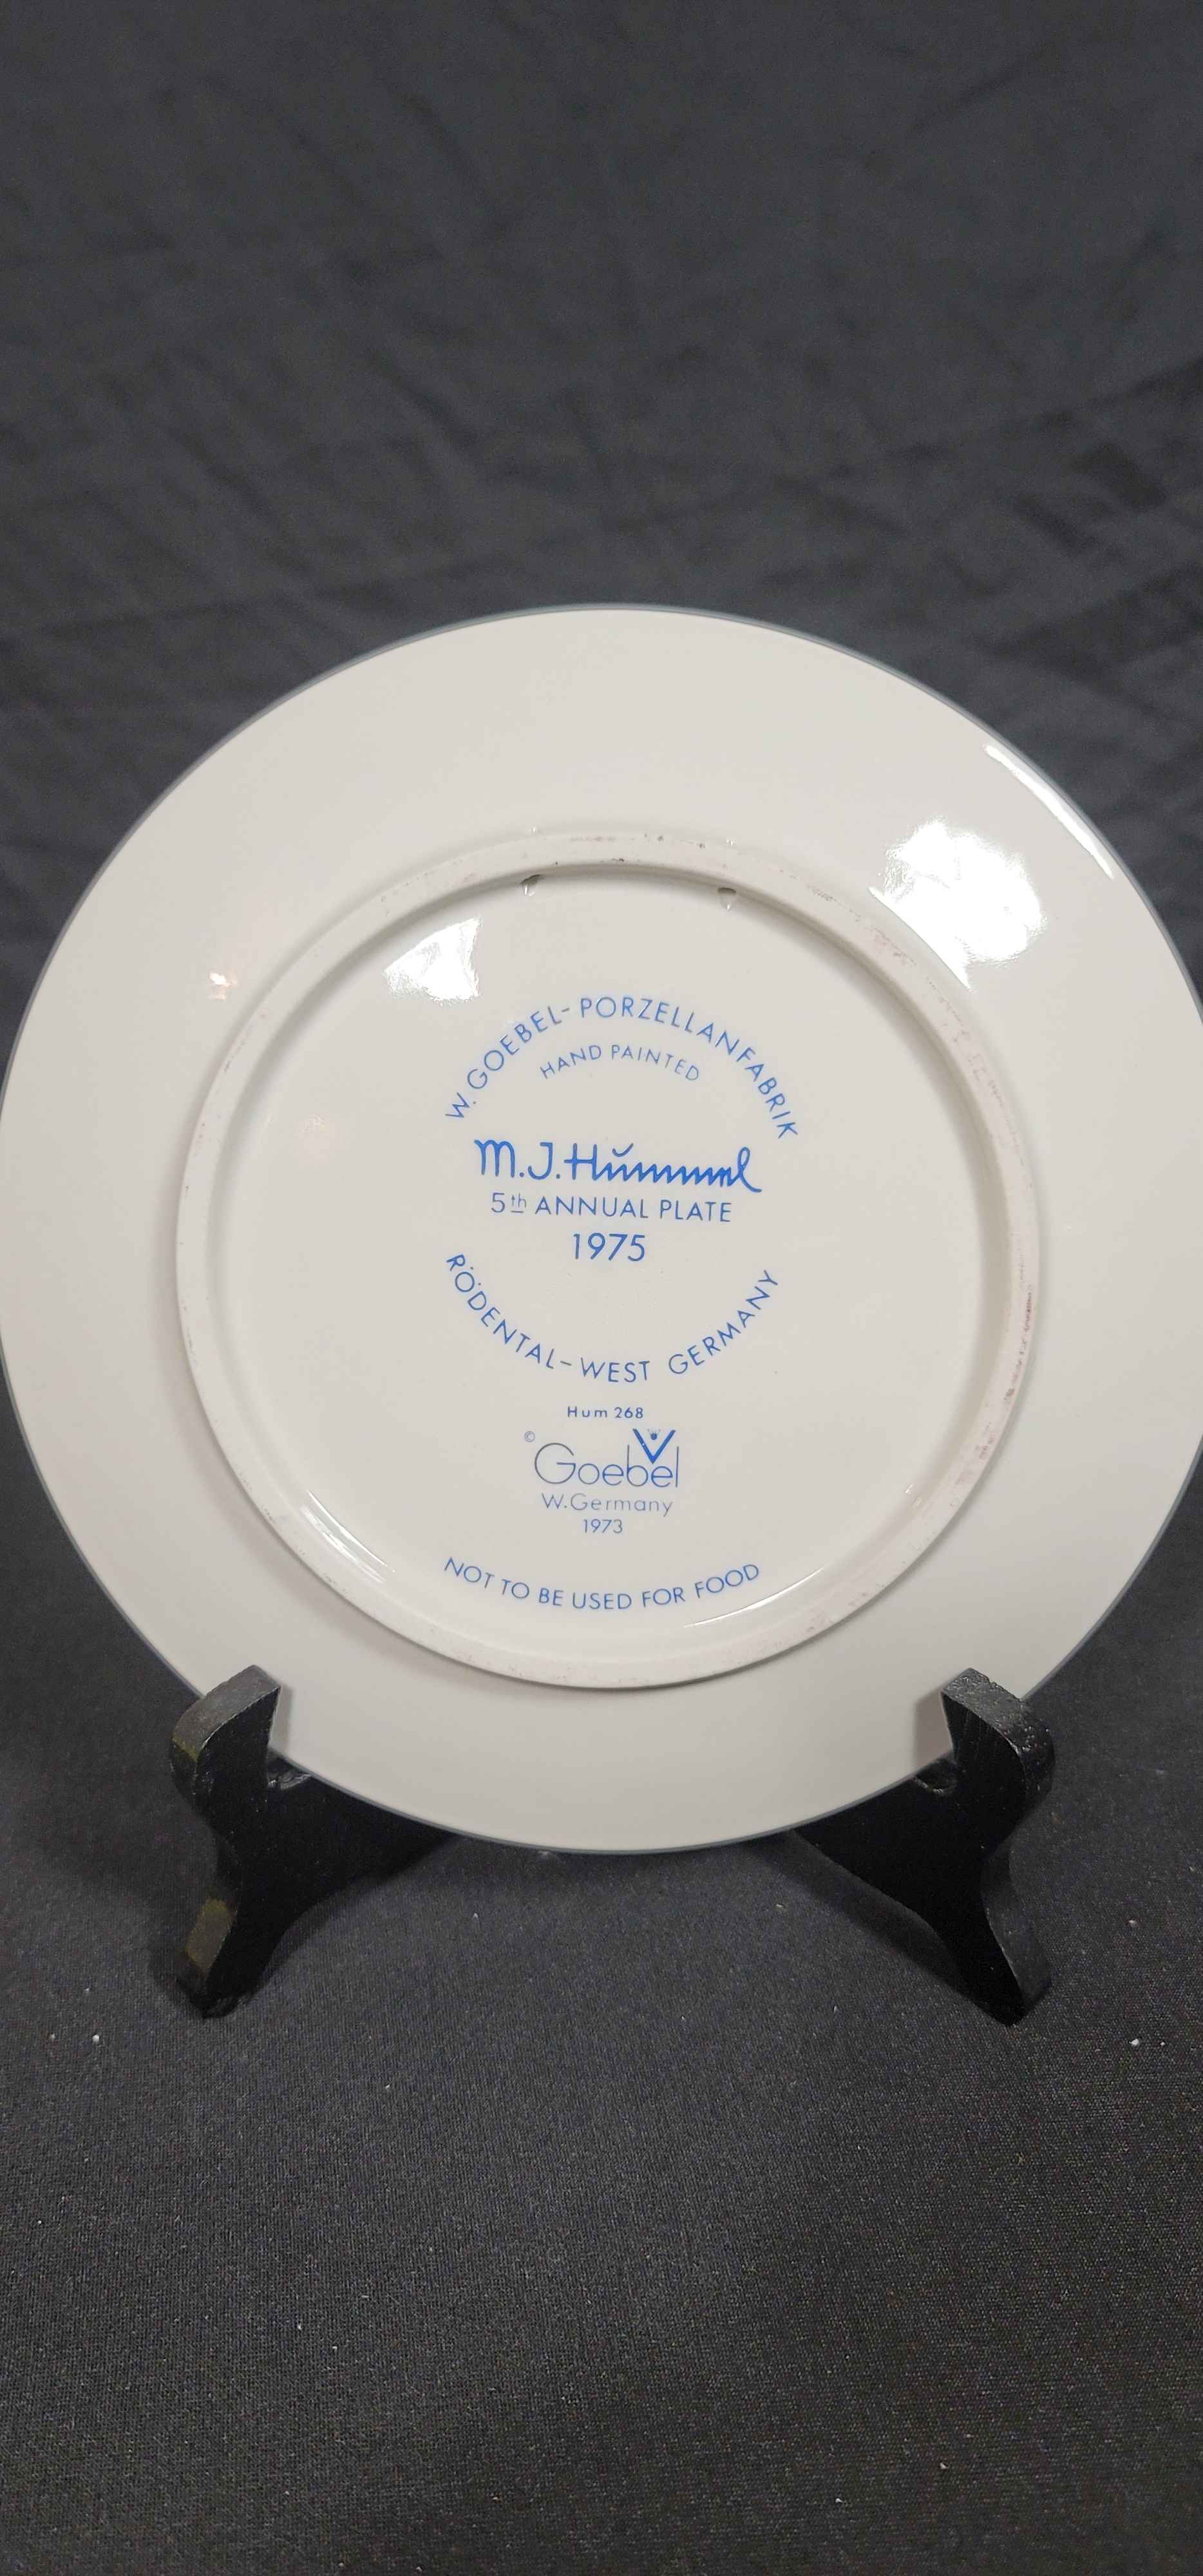 W. GOEBEL-PORZELLANFABRIK
HAND PAINTED
M.J.Hummel
5th ANNUAL PLATE
1975
RÖDENTAL-WEST GERMANY
Hum 268
© Goebel
W.Germany
1973
NOT TO BE USED FOR FOOD